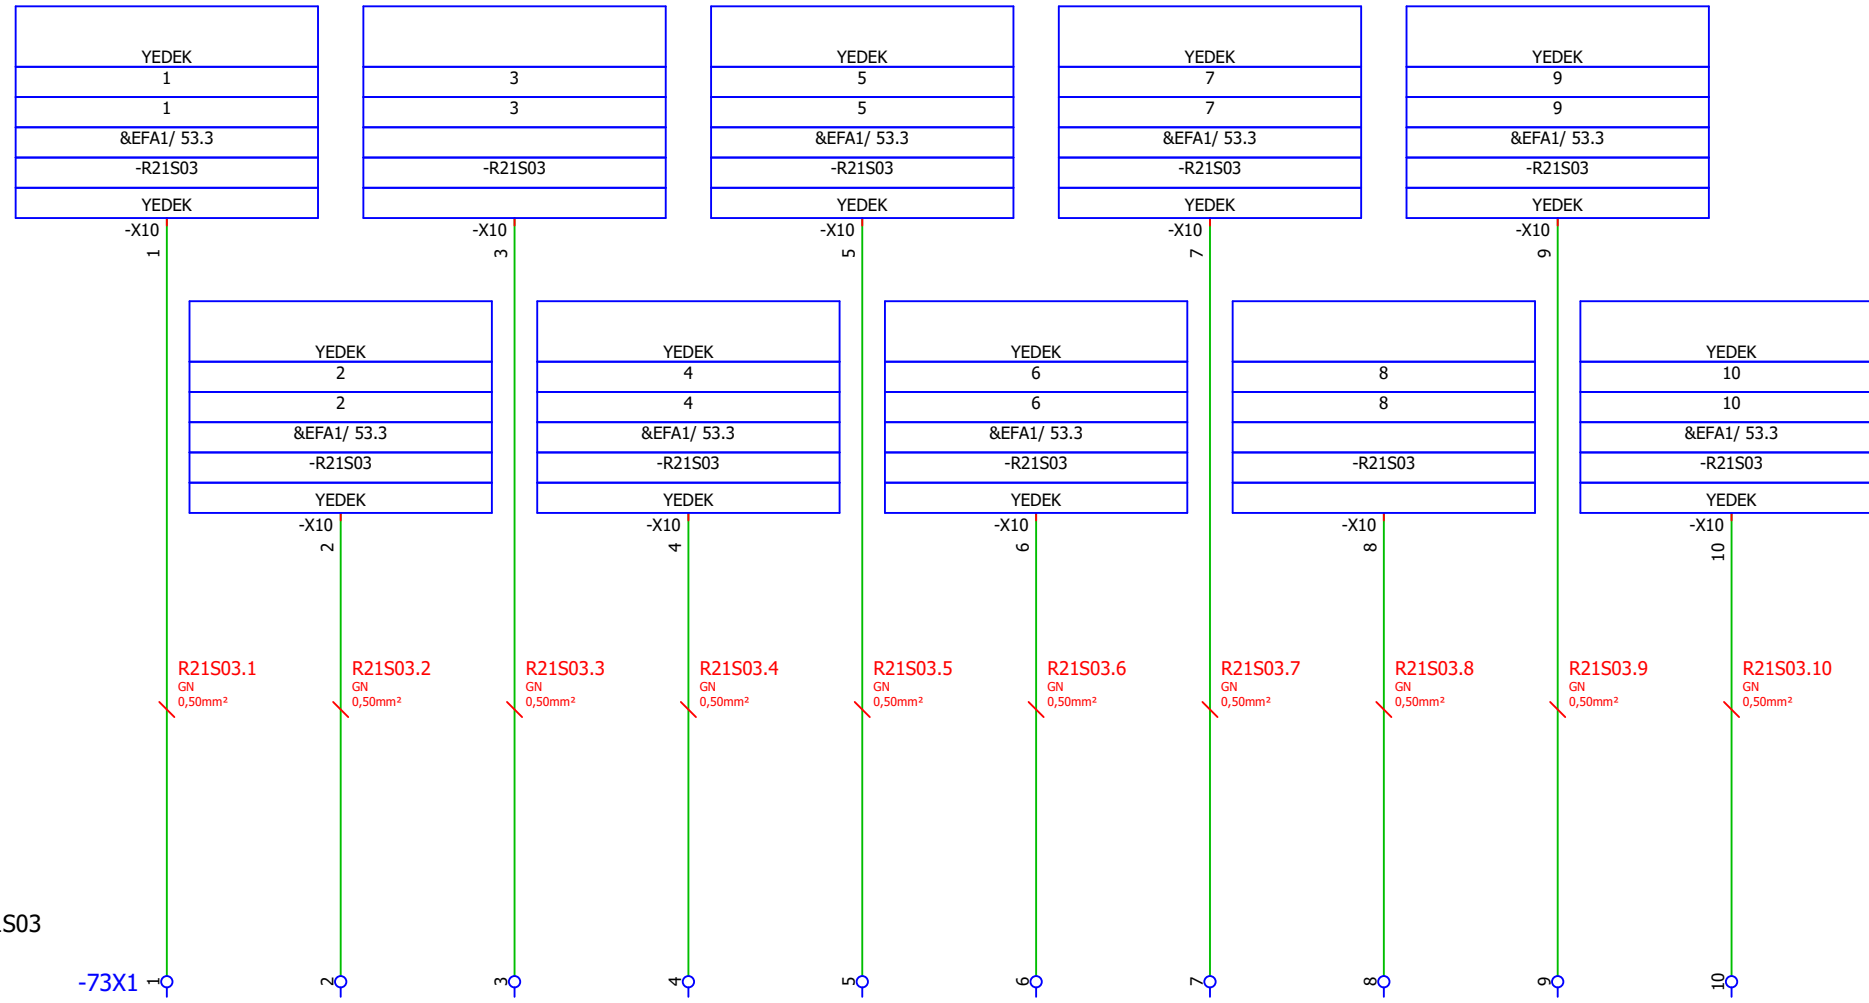 YEDEK
1
1
&EFA1/ 53.3
-R21S03
YEDEK
-X10
1
3
3
-R21S03
-X10
3
YEDEK
5
5
&EFA1/ 53.3
-R21S03
YEDEK
-X10
5
YEDEK
7
7
&EFA1/ 53.3
-R21S03
YEDEK
-X10
7
YEDEK
9
9
&EFA1/ 53.3
-R21S03
YEDEK
-X10
9
YEDEK
2
2
&EFA1/ 53.3
-R21S03
YEDEK
-X10
2
YEDEK
4
4
&EFA1/ 53.3
-R21S03
YEDEK
-X10
4
YEDEK
6
6
&EFA1/ 53.3
-R21S03
YEDEK
-X10
6
8
8
-R21S03
-X10
8
YEDEK
10
10
&EFA1/ 53.3
-R21S03
YEDEK
-X10
10
R21S03.1
GN
0,50mm²
R21S03.2
GN
0,50mm²
R21S03.3
GN
0,50mm²
R21S03.4
GN
0,50mm²
R21S03.5
GN
0,50mm²
R21S03.6
GN
0,50mm²
R21S03.7
GN
0,50mm²
R21S03.8
GN
0,50mm²
R21S03.9
GN
0,50mm²
R21S03.10
GN
0,50mm²
S03
-73X1
1
2
3
4
5
6
7
8
9
10